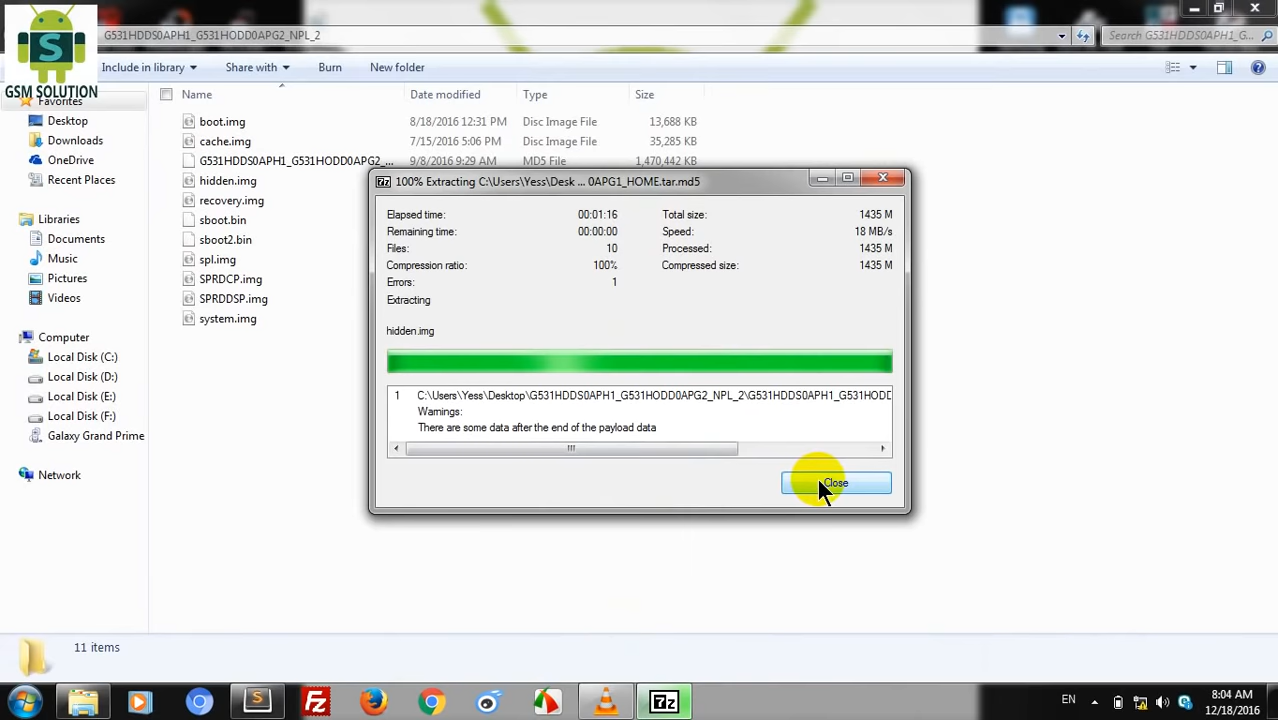 S
GSM SOLUTION
G531HDDS0APH1_G531HODD0APG2_NPL_2
Search G531HDDS0APH1_G5...
Include in library
Share with
Burn
New folder
Name
Date modified
Type
Size
Favorites
Desktop
Downloads
OneDrive
Recent Places
Libraries
Documents
Music
Pictures
Videos
Computer
Local Disk (C:)
Local Disk (D:)
Local Disk (E:)
Local Disk (F:)
Galaxy Grand Prime
Network
boot.img 8/18/2016 12:31 PM Disc Image File 13,688 KB
cache.img 7/15/2016 5:06 PM Disc Image File 35,285 KB
G531HDDS0APH1_G531HODD0APG2_... 9/8/2016 9:29 AM MD5 File 1,470,442 KB
hidden.img
recovery.img
sboot.bin
sboot2.bin
spl.img
SPRDCP.img
SPRDDSP.img
system.img
7z 100% Extracting C:\Users\Yess\Desk ... 0APG1_HOME.tar.md5
Elapsed time: 00:01:16 Total size: 1435 M
Remaining time: 00:00:00 Speed: 18 MB/s
Files: 10 Processed: 1435 M
Compression ratio: 100% Compressed size: 1435 M
Errors: 1
Extracting
hidden.img
1 C:\Users\Yess\Desktop\G531HDDS0APH1_G531HODD0APG2_NPL_2\G531HDDS0APH1_G531HODD
Warnings:
There are some data after the end of the payload data
Close
11 items
S
Fz
7z
EN
8:04 AM
12/18/2016